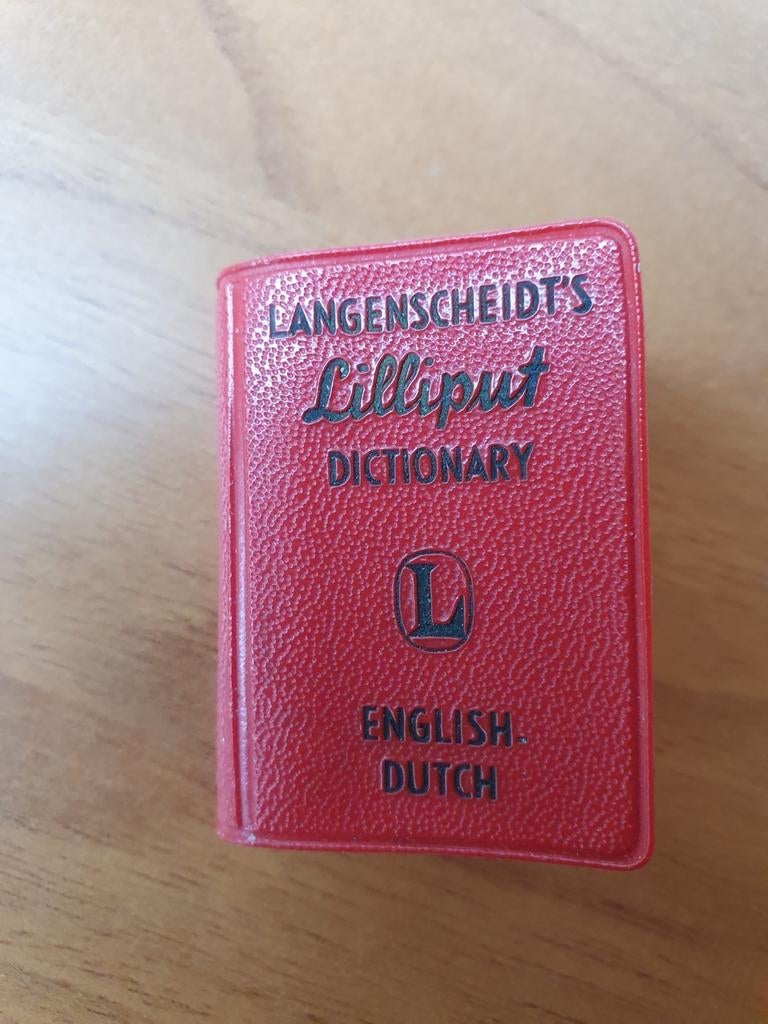 LANGENSCHEIDT'S
Lilliput
DICTIONARY
L
ENGLISH-
DUTCH